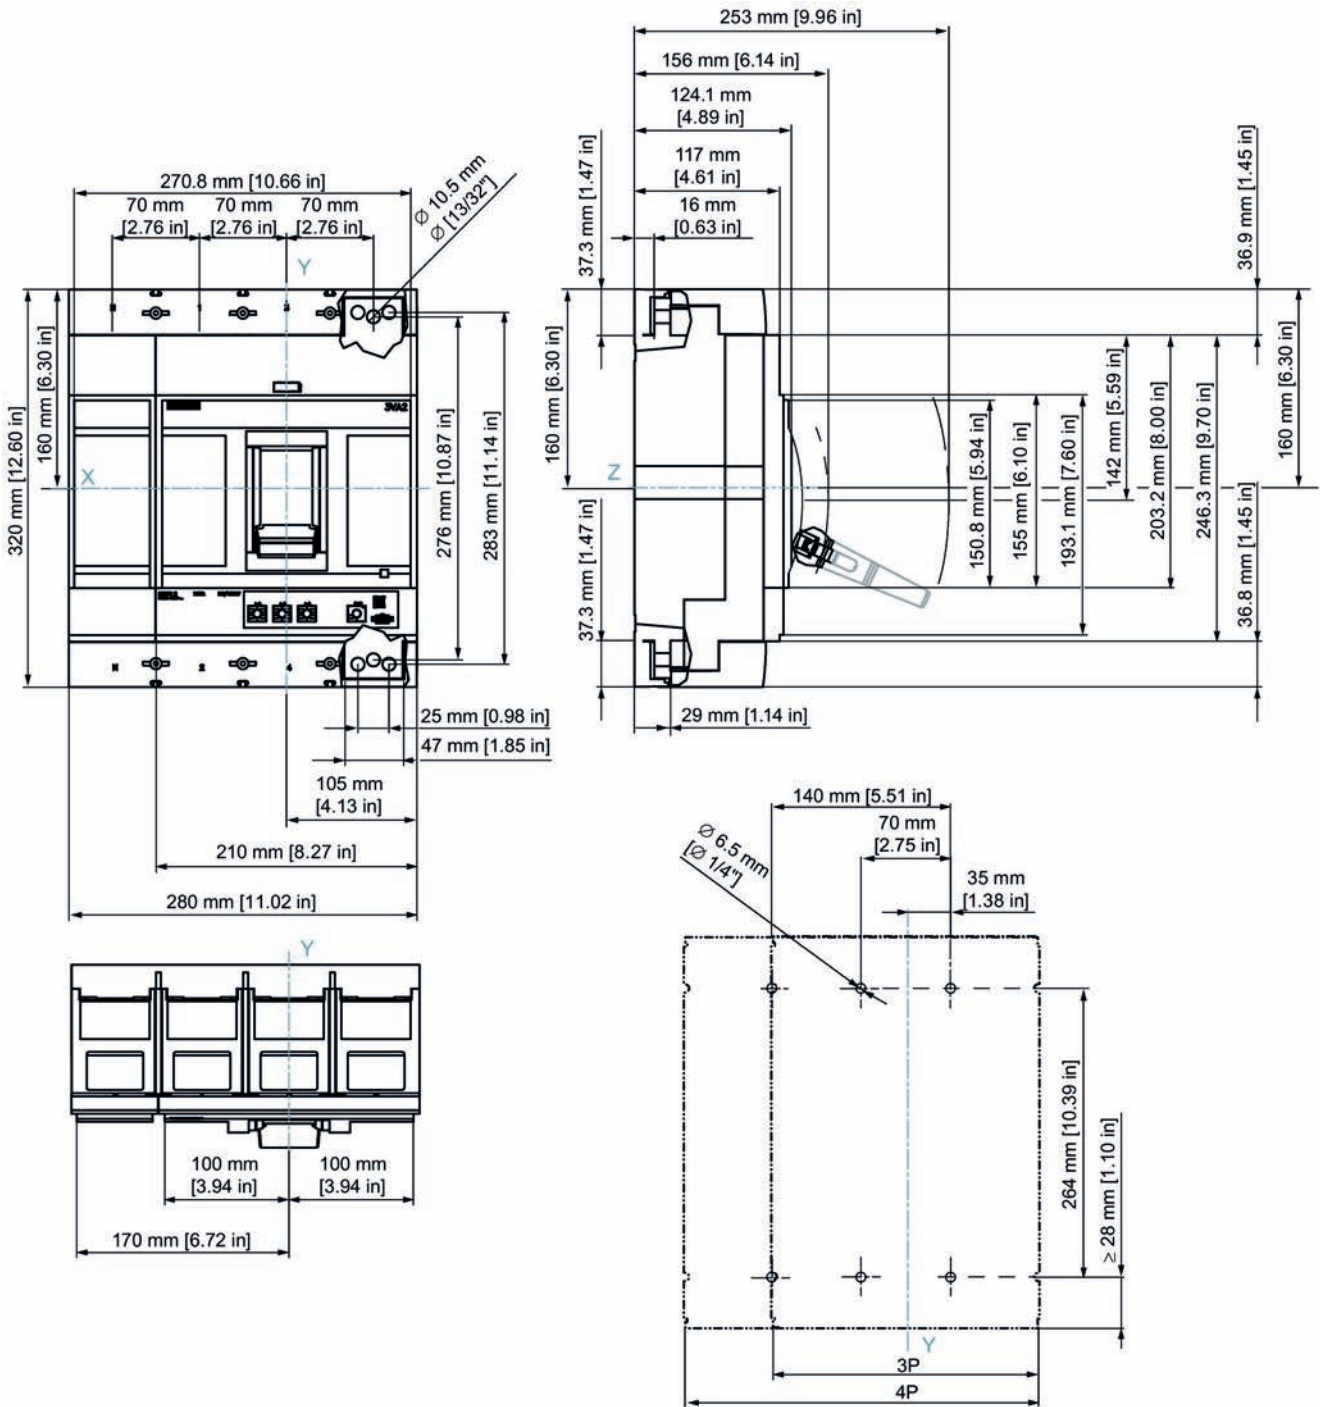 253 mm [9.96 in]
156 mm [6.14 in]
124.1 mm
[4.89 in]
117 mm
[4.61 in]
16 mm
[0.63 in]
37.3 mm [1.47 in]
36.9 mm [1.45 in]
270.8 mm [10.66 in]
70 mm
[2.76 in]
70 mm
[2.76 in]
70 mm
[2.76 in]
Ø 10.5 mm
Ø [13/32"]
Y
N
1
3
320 mm [12.60 in]
160 mm [6.30 in]
3VA2
X
276 mm [10.87 in]
283 mm [11.14 in]
N
2
4
160 mm [6.30 in]
Z
37.3 mm [1.47 in]
150.8 mm [5.94 in]
155 mm [6.10 in]
193.1 mm [7.60 in]
142 mm [5.59 in]
203.2 mm [8.00 in]
246.3 mm [9.70 in]
36.8 mm [1.45 in]
160 mm [6.30 in]
25 mm [0.98 in]
47 mm [1.85 in]
105 mm
[4.13 in]
210 mm [8.27 in]
280 mm [11.02 in]
29 mm [1.14 in]
140 mm [5.51 in]
70 mm
[2.75 in]
Ø 6.5 mm
[Ø 1/4"]
35 mm
[1.38 in]
Y
100 mm
[3.94 in]
100 mm
[3.94 in]
170 mm [6.72 in]
264 mm [10.39 in]
≥ 28 mm [1.10 in]
Y
3P
4P